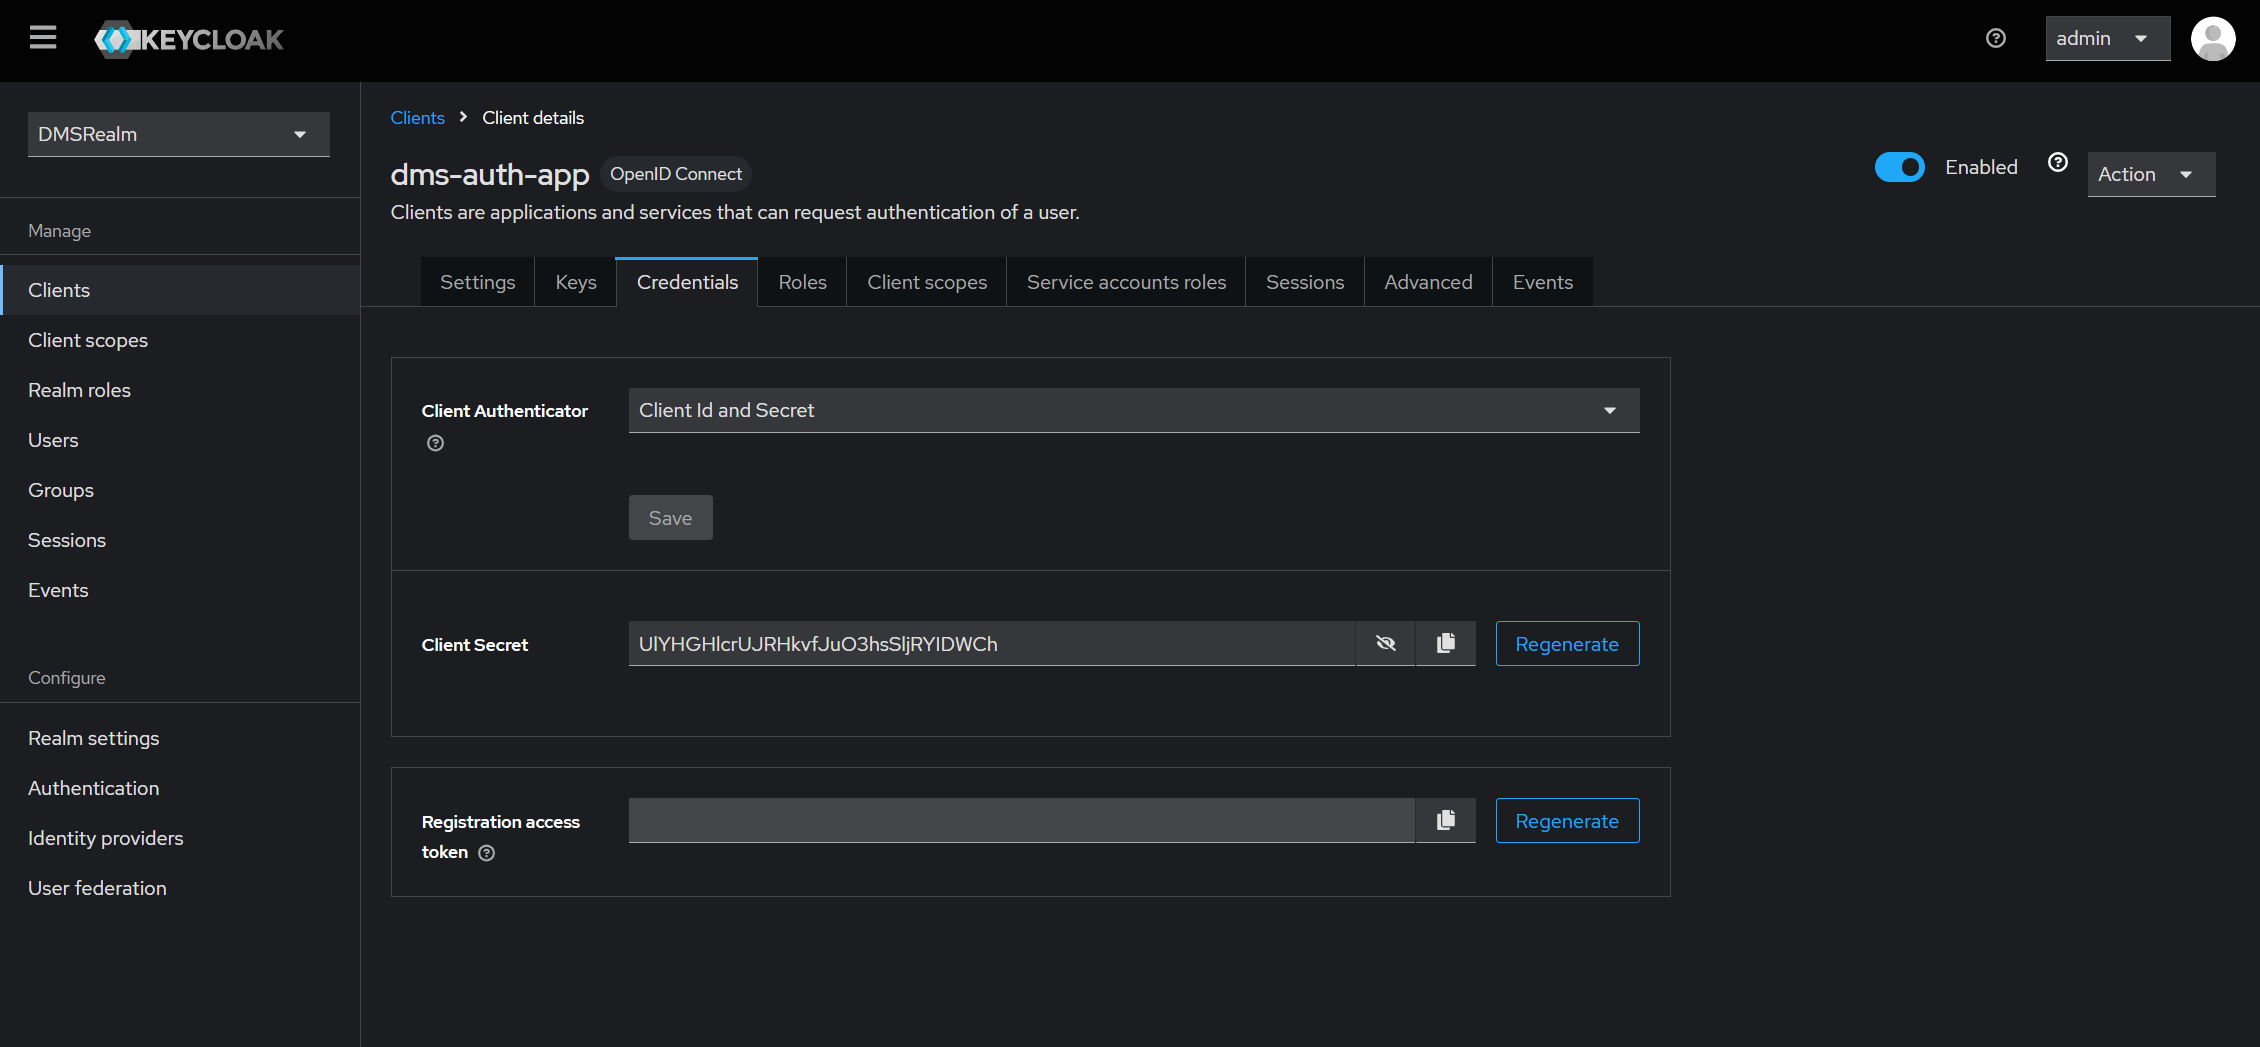 KEYCLOAK
admin
DMSRealm
Manage
Clients
Client scopes
Realm roles
Users
Groups
Sessions
Events
Configure
Realm settings
Authentication
Identity providers
User federation
Clients > Client details
dms-auth-app OpenID Connect
Enabled
Action
Clients are applications and services that can request authentication of a user.
Settings Keys Credentials Roles Client scopes Service accounts roles Sessions Advanced Events
Client Authenticator
Client Id and Secret
Save
Client Secret
UlYHGHlcrUJRHkvfJuO3hsSljRYIDWCh
Regenerate
Registration access
token
Regenerate